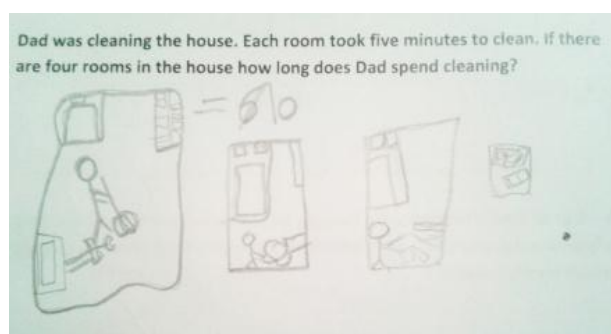 Dad was cleaning the house. Each room took five minutes to clean. If there
are four rooms in the house how long does Dad spend cleaning?